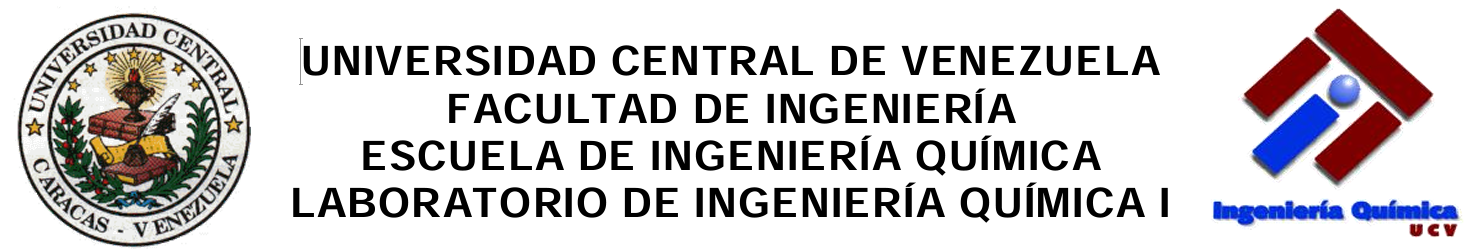 UNIVERSIDAD CENTRAL
CARACAS - VENEZUELA
UNIVERSIDAD CENTRAL DE VENEZUELA
FACULTAD DE INGENIERÍA
ESCUELA DE INGENIERÍA QUÍMICA
LABORATORIO DE INGENIERÍA QUÍMICA I
Ingeniería Química
UCV